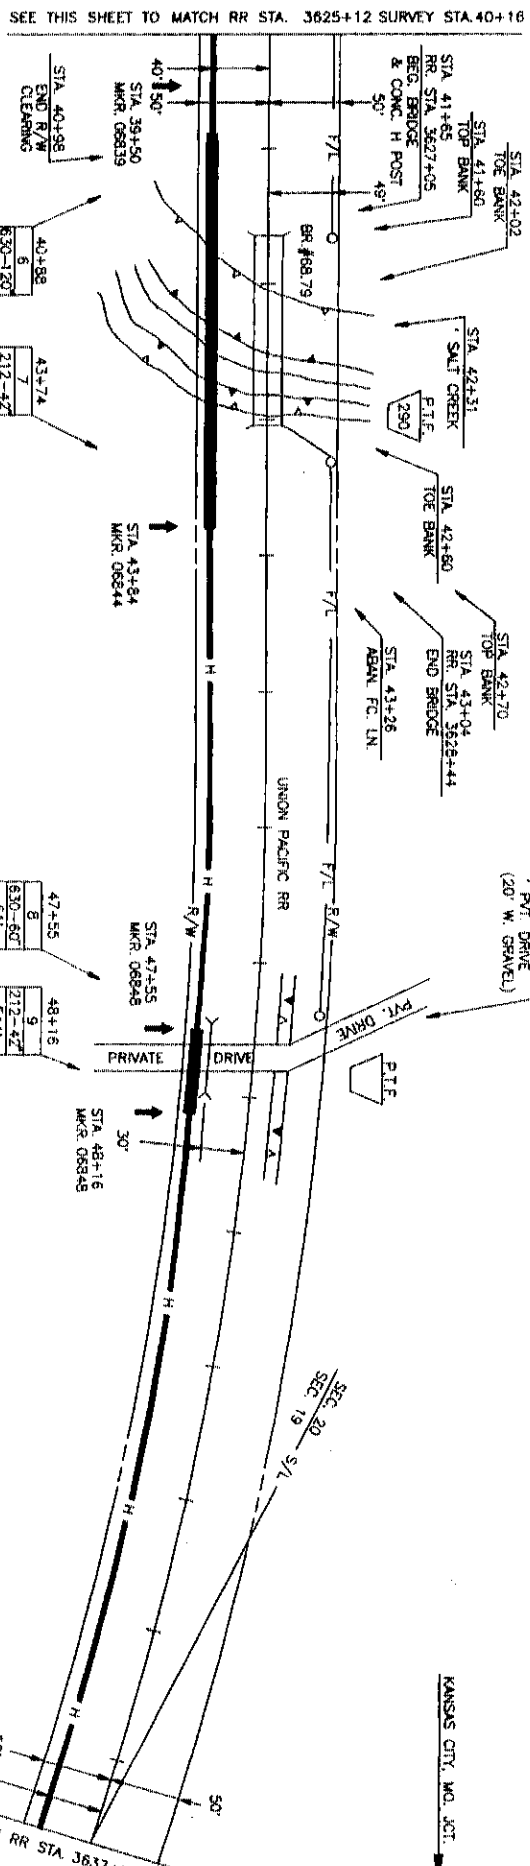 SEE THIS SHEET TO MATCH RR STA. 3625+12 SURVEY STA. 40+16
STA. 42+02
TOE BANK
STA. 41+80
TOP BANK
STA. 41+65
RR. STA. 3627+05
BEG. BRIDGE
& CONC. H POST
50'
49'
40'
50'
STA. 39+50
MKR. 06839
STA. 40+98
END R/W
CLEARING
F/L
BR. #68.79
STA. 42+31
' SALT CREEK
P.T.F.
290
STA. 42+60
TOE BANK
STA. 42+70
TOP BANK
STA. 43+04
RR. STA. 3628+44
END BRIDGE
STA. 43+26
ABAN. FC. LN.
40+88
6
630-120"
43+74
7
212-42"
STA. 43+84
MKR. 06844
F/L
H
UNION PACIFIC RR
F/L
R/W
H
R/W
' PVT. DRIVE
(20' W. GRAVEL)
47+55
8
630-60"
48+16
9
212-42"
STA. 47+55
MKR. 06848
PVT. DRIVE
PRIVATE DRIVE
P.T.F.
STA. 48+16
MKR. 06848
30'
H
SEC. 20
SEC. 19
S/L
H
H
KANSAS CITY, MO. JCT.
50'
RR STA. 3637